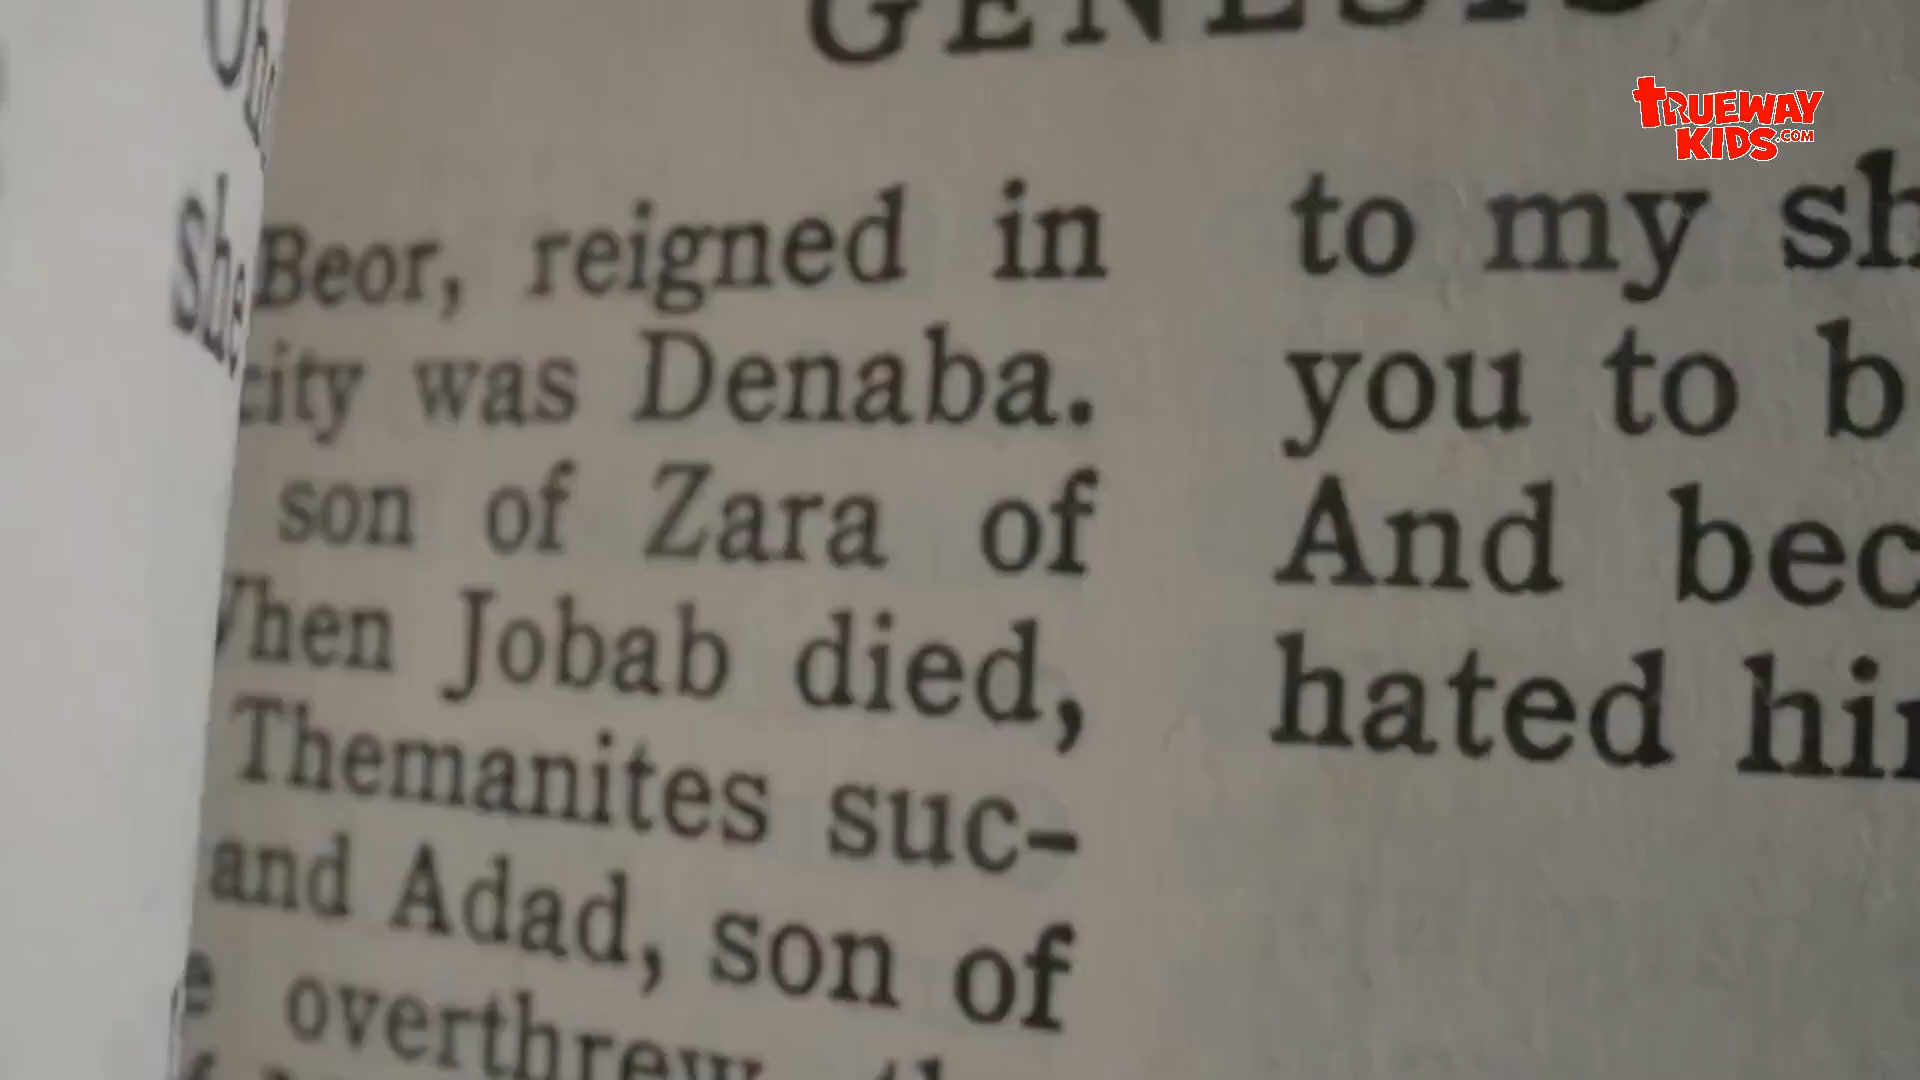 GENESIS
TRUEWAY
KIDS.COM
Beor, reigned in
city was Denaba.
son of Zara of
When Jobab died,
Themanites suc-
and Adad, son of
overthrew
to my sh
you to b
And bec
hated hi